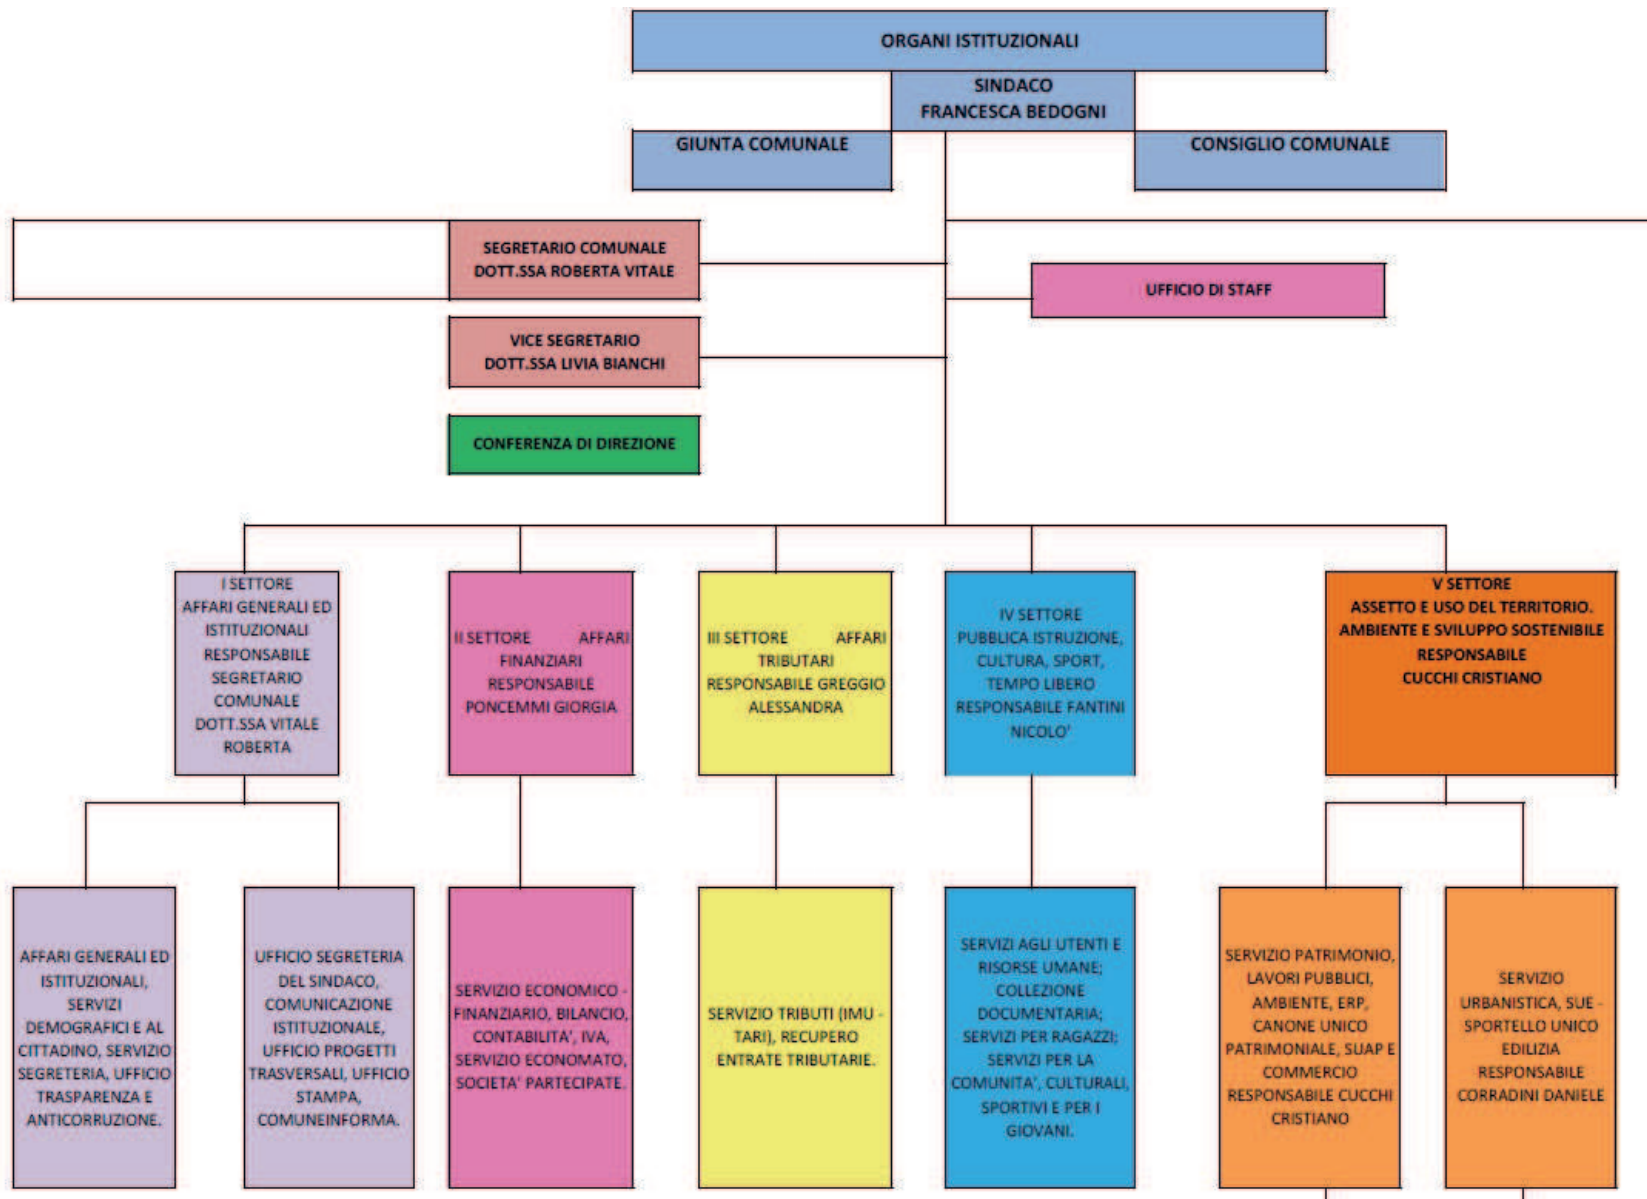 ORGANI ISTITUZIONALI
SINDACO
FRANCESCA BEDOGNI
GIUNTA COMUNALE
CONSIGLIO COMUNALE
SEGRETARIO COMUNALE
DOTT.SSA ROBERTA VITALE
UFFICIO DI STAFF
VICE SEGRETARIO
DOTT.SSA LIVIA BIANCHI
CONFERENZA DI DIREZIONE
I SETTORE
AFFARI GENERALI ED
ISTITUZIONALI
RESPONSABILE
SEGRETARIO
COMUNALE
DOTT.SSA VITALE
ROBERTA
II SETTORE AFFARI
FINANZIARI
RESPONSABILE
PONCEMMI GIORGIA
III SETTORE AFFARI
TRIBUTARI
RESPONSABILE GREGGIO
ALESSANDRA
IV SETTORE
PUBBLICA ISTRUZIONE,
CULTURA, SPORT,
TEMPO LIBERO
RESPONSABILE FANTINI
NICOLO'
V SETTORE
ASSETTO E USO DEL TERRITORIO.
AMBIENTE E SVILUPPO SOSTENIBILE
RESPONSABILE
CUCCHI CRISTIANO
AFFARI GENERALI ED
ISTITUZIONALI,
SERVIZI
DEMOGRAFICI E AL
CITTADINO, SERVIZIO
SEGRETERIA, UFFICIO
TRASPARENZA E
ANTICORRUZIONE.
UFFICIO SEGRETERIA
DEL SINDACO,
COMUNICAZIONE
ISTITUZIONALE,
UFFICIO PROGETTI
TRASVERSALI, UFFICIO
STAMPA,
COMUNEINFORMA.
SERVIZIO ECONOMICO -
FINANZIARIO, BILANCIO,
CONTABILITA', IVA,
SERVIZIO ECONOMATO,
SOCIETA' PARTECIPATE.
SERVIZIO TRIBUTI (IMU -
TARI), RECUPERO
ENTRATE TRIBUTARIE.
SERVIZI AGLI UTENTI E
RISORSE UMANE;
COLLEZIONE
DOCUMENTARIA;
SERVIZI PER RAGAZZI;
SERVIZI PER LA
COMUNITA', CULTURALI,
SPORTIVI E PER I
GIOVANI.
SERVIZIO PATRIMONIO,
LAVORI PUBBLICI,
AMBIENTE, ERP,
CANONE UNICO
PATRIMONIALE, SUAP E
COMMERCIO
RESPONSABILE CUCCHI
CRISTIANO
SERVIZIO
URBANISTICA, SUE -
SPORTELLO UNICO
EDILIZIA
RESPONSABILE
CORRADINI DANIELE